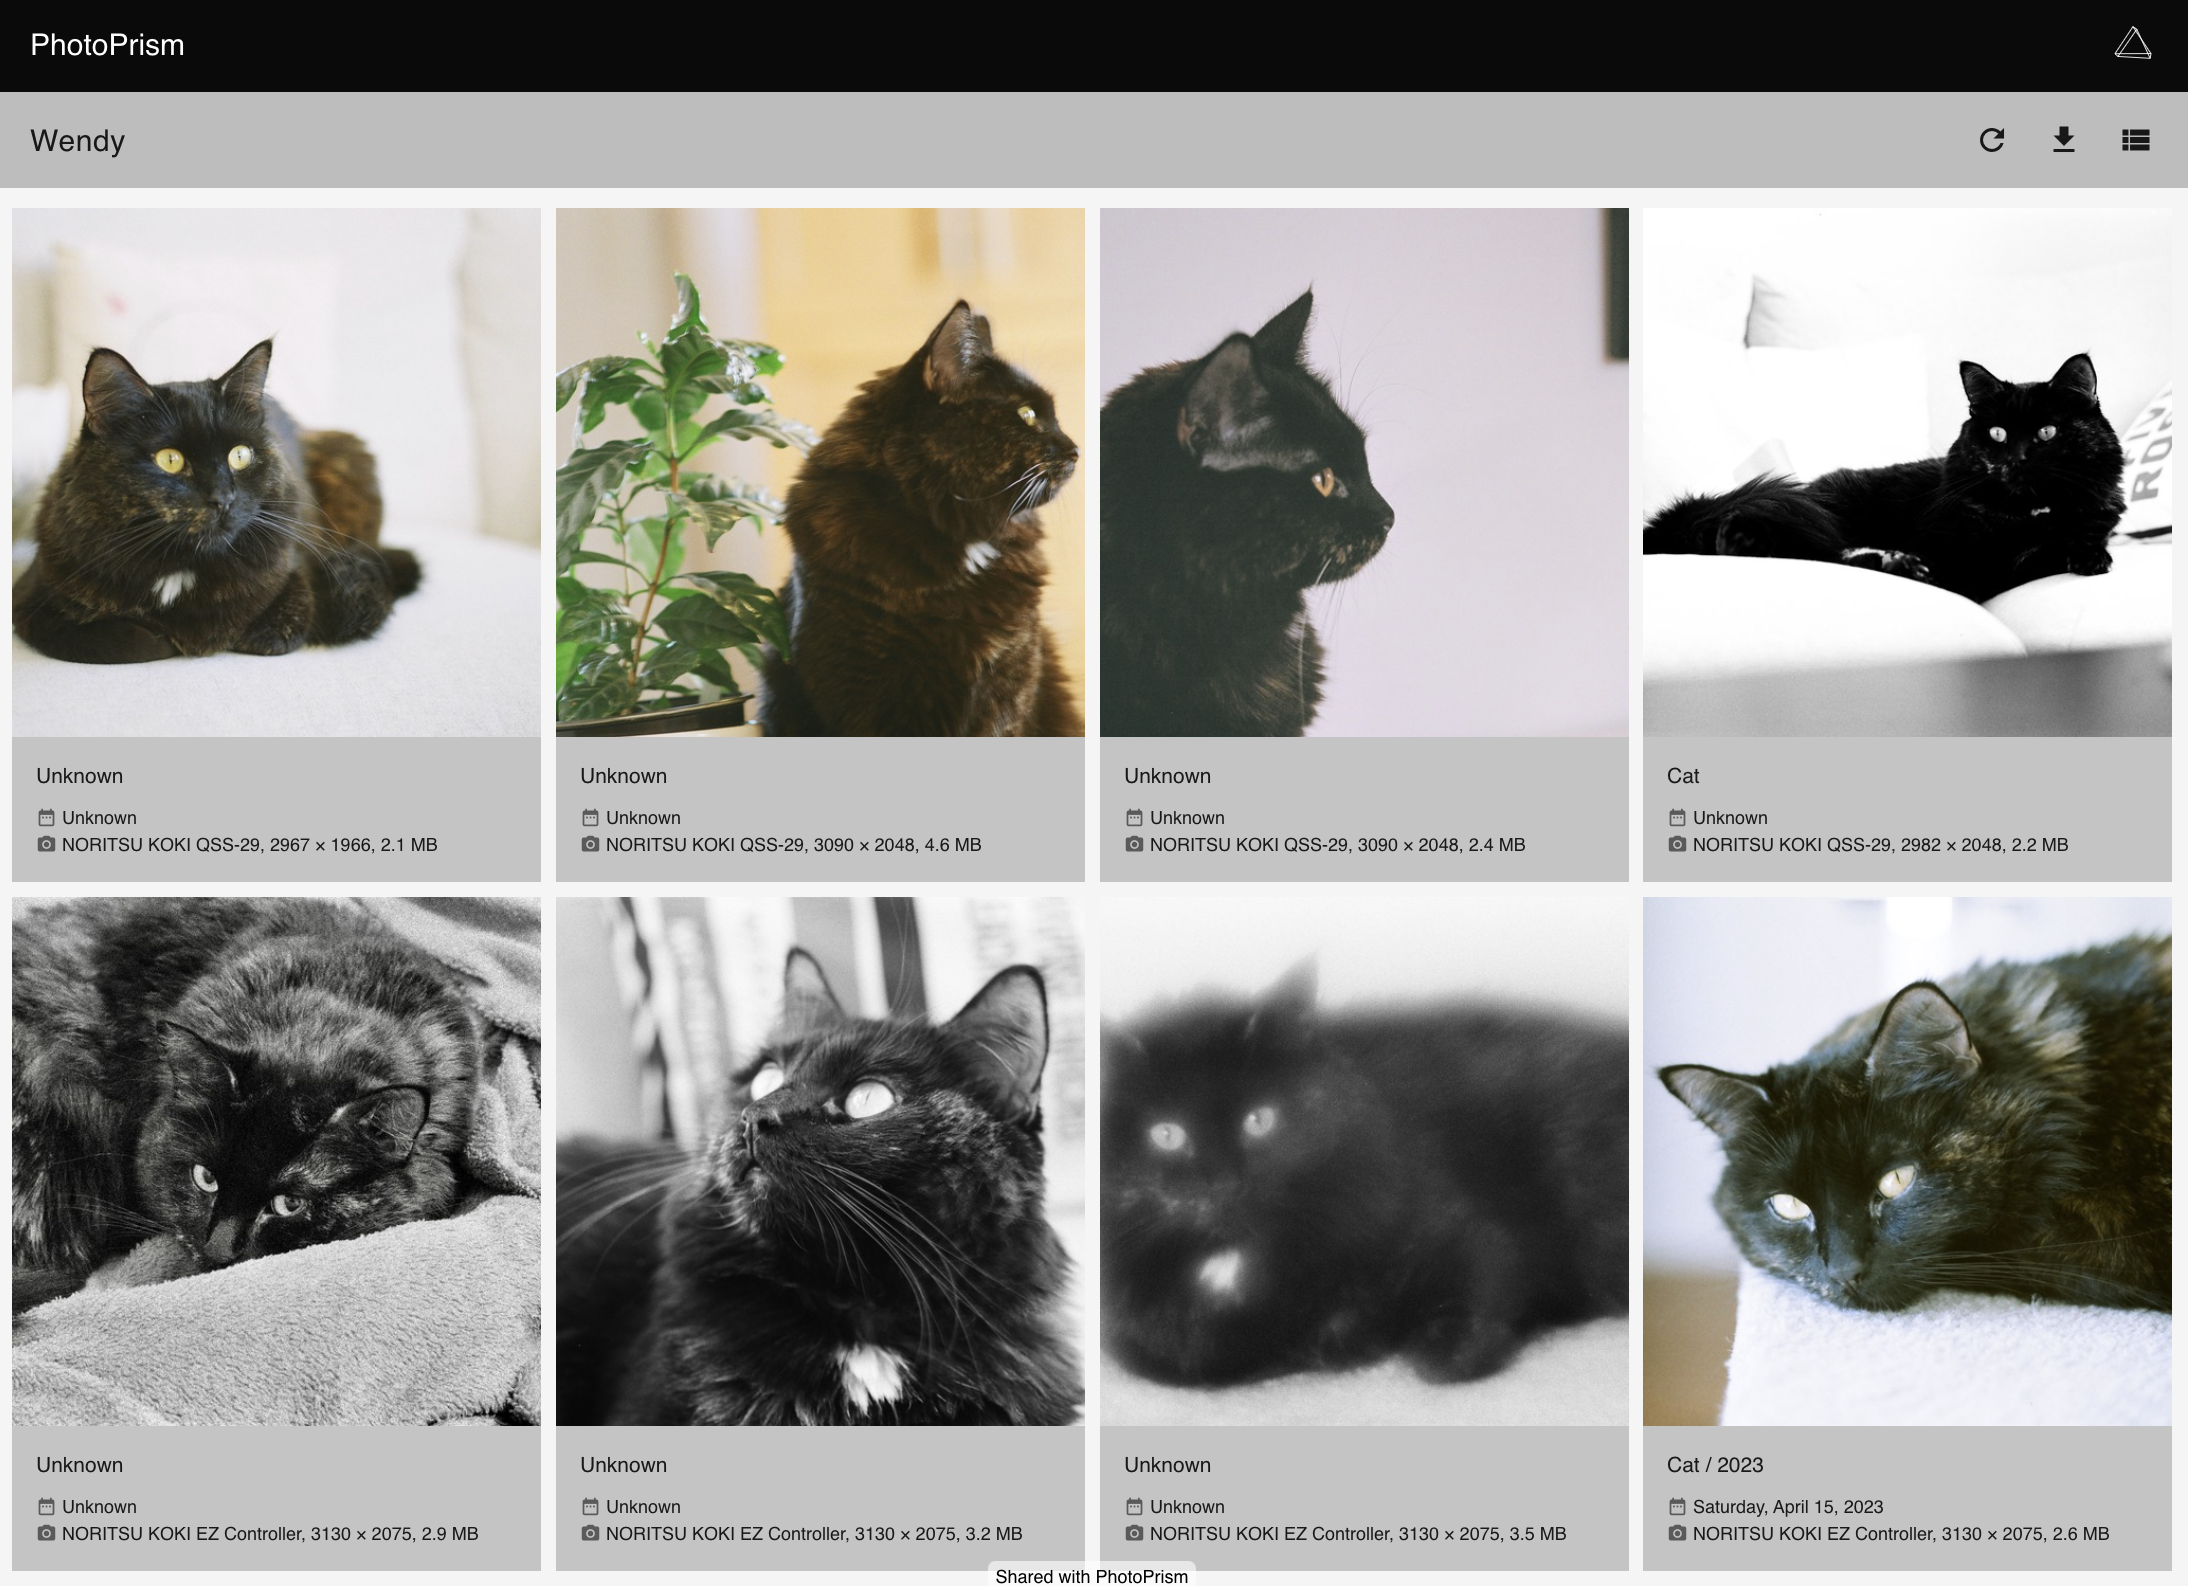 PhotoPrism
Wendy
Unknown
Unknown
NORITSU KOKI QSS-29, 2967 × 1966, 2.1 MB
Unknown
Unknown
NORITSU KOKI QSS-29, 3090 × 2048, 4.6 MB
Unknown
Unknown
NORITSU KOKI QSS-29, 3090 × 2048, 2.4 MB
Cat
Unknown
NORITSU KOKI QSS-29, 2982 × 2048, 2.2 MB
Unknown
Unknown
NORITSU KOKI EZ Controller, 3130 × 2075, 2.9 MB
Unknown
Unknown
NORITSU KOKI EZ Controller, 3130 × 2075, 3.2 MB
Unknown
Unknown
NORITSU KOKI EZ Controller, 3130 × 2075, 3.5 MB
Cat / 2023
Saturday, April 15, 2023
NORITSU KOKI EZ Controller, 3130 × 2075, 2.6 MB
Shared with PhotoPrism